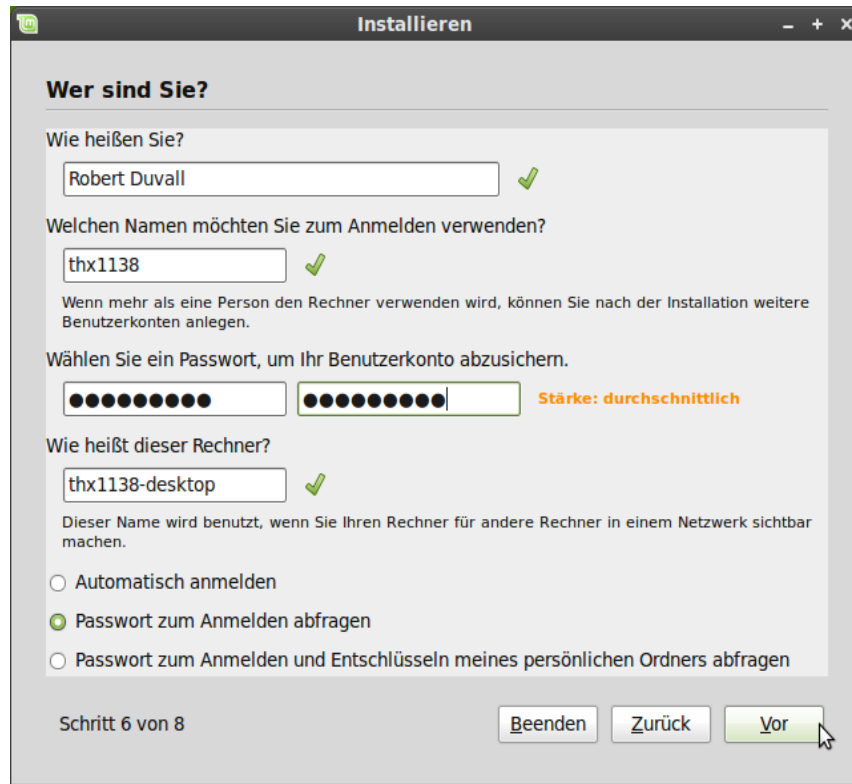 Installieren
Wer sind Sie?
Wie heißen Sie?
Robert Duvall
Welchen Namen möchten Sie zum Anmelden verwenden?
thx1138
Wenn mehr als eine Person den Rechner verwenden wird, können Sie nach der Installation weitere
Benutzerkonten anlegen.
Wählen Sie ein Passwort, um Ihr Benutzerkonto abzusichern.
●●●●●●●●● ●●●●●●●●● Stärke: durchschnittlich
Wie heißt dieser Rechner?
thx1138-desktop
Dieser Name wird benutzt, wenn Sie Ihren Rechner für andere Rechner in einem Netzwerk sichtbar
machen.
Automatisch anmelden
Passwort zum Anmelden abfragen
Passwort zum Anmelden und Entschlüsseln meines persönlichen Ordners abfragen
Schritt 6 von 8 Beenden Zurück Vor